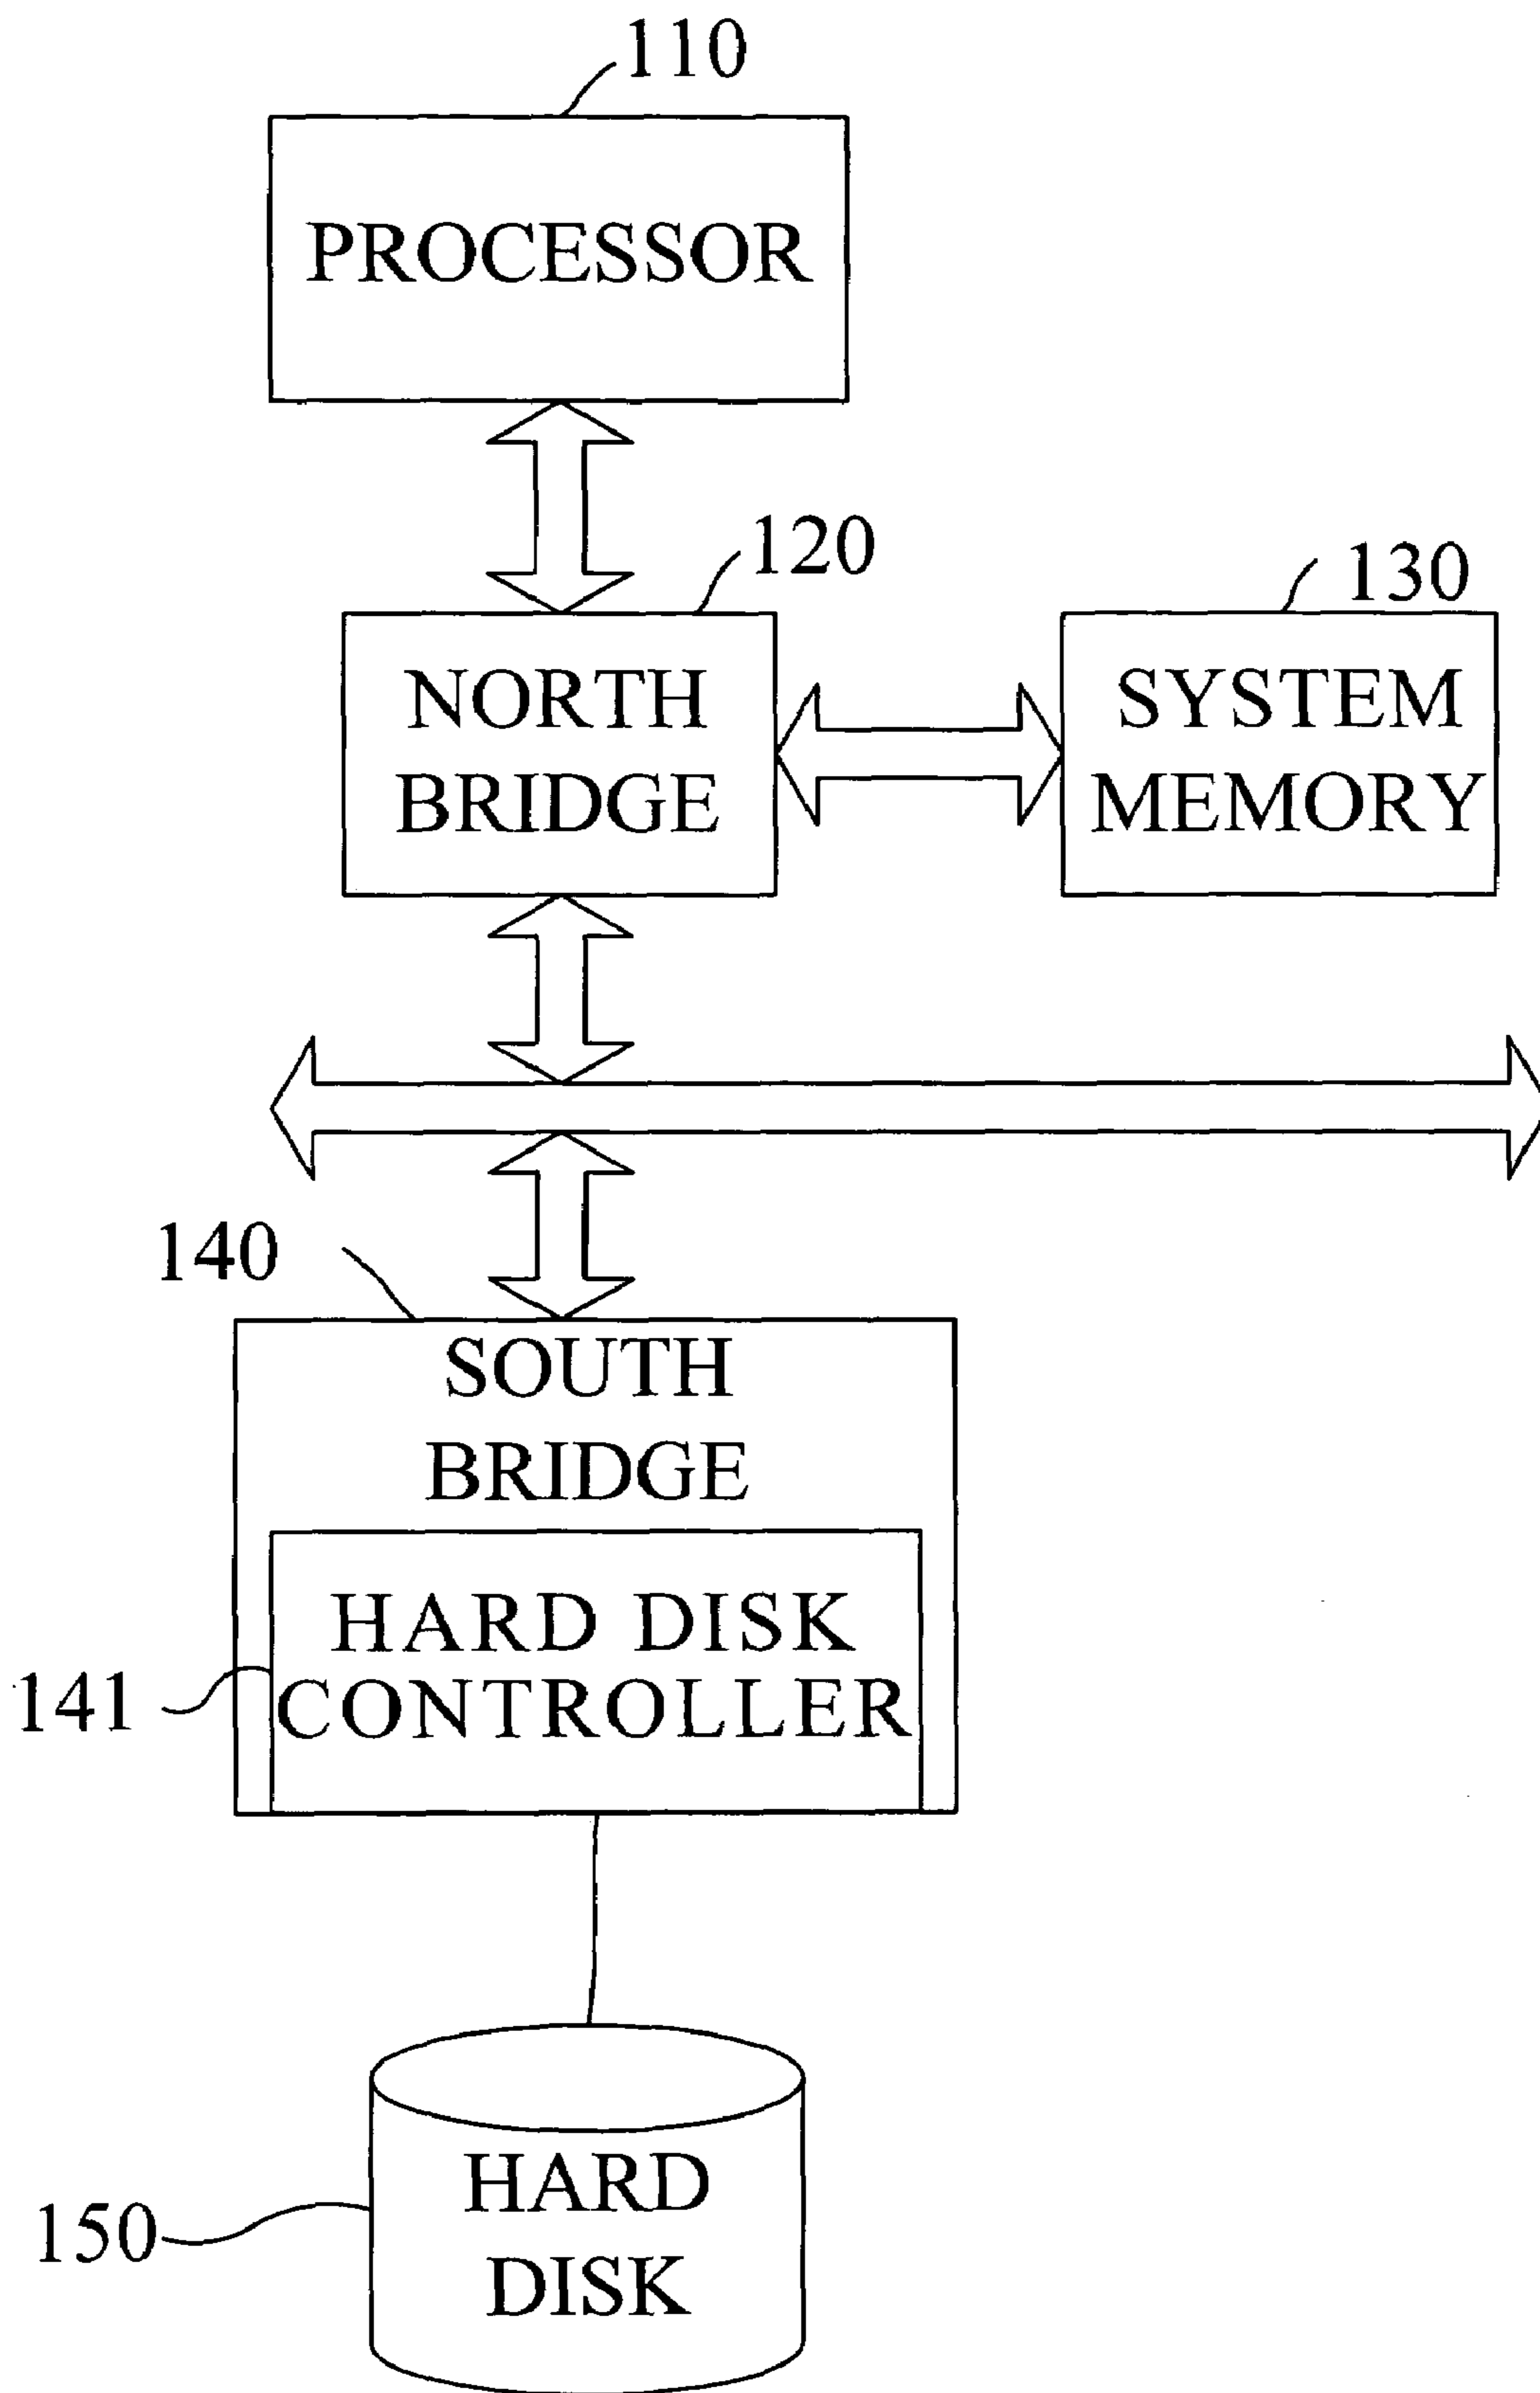 110
PROCESSOR
120
130
NORTH
BRIDGE
SYSTEM
MEMORY
140
SOUTH
BRIDGE
HARD DISK
CONTROLLER
141
HARD
DISK
150